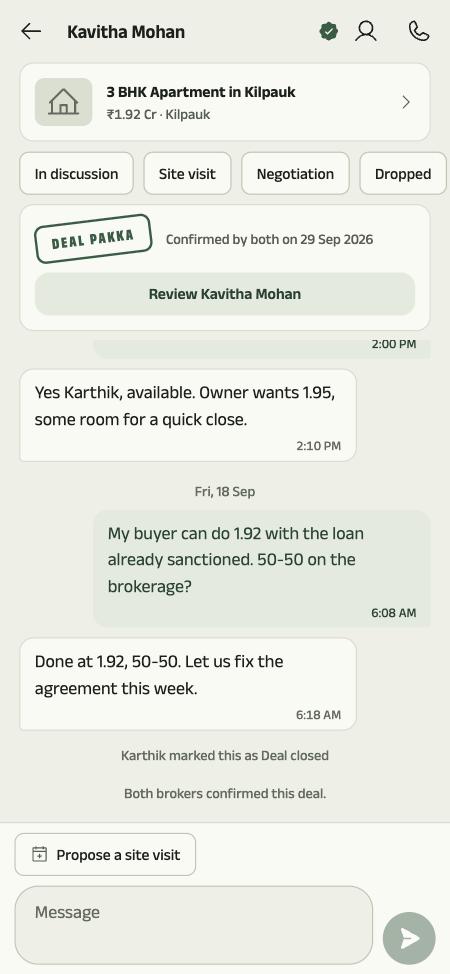 Kavitha Mohan
3 BHK Apartment in Kilpauk
₹1.92 Cr · Kilpauk
In discussion
Site visit
Negotiation
Dropped
DEAL PAKKA
Confirmed by both on 29 Sep 2026
Review Kavitha Mohan
2:00 PM
Yes Karthik, available. Owner wants 1.95,
some room for a quick close.
2:10 PM
Fri, 18 Sep
My buyer can do 1.92 with the loan
already sanctioned. 50-50 on the
brokerage?
6:08 AM
Done at 1.92, 50-50. Let us fix the
agreement this week.
6:18 AM
Karthik marked this as Deal closed
Both brokers confirmed this deal.
Propose a site visit
Message